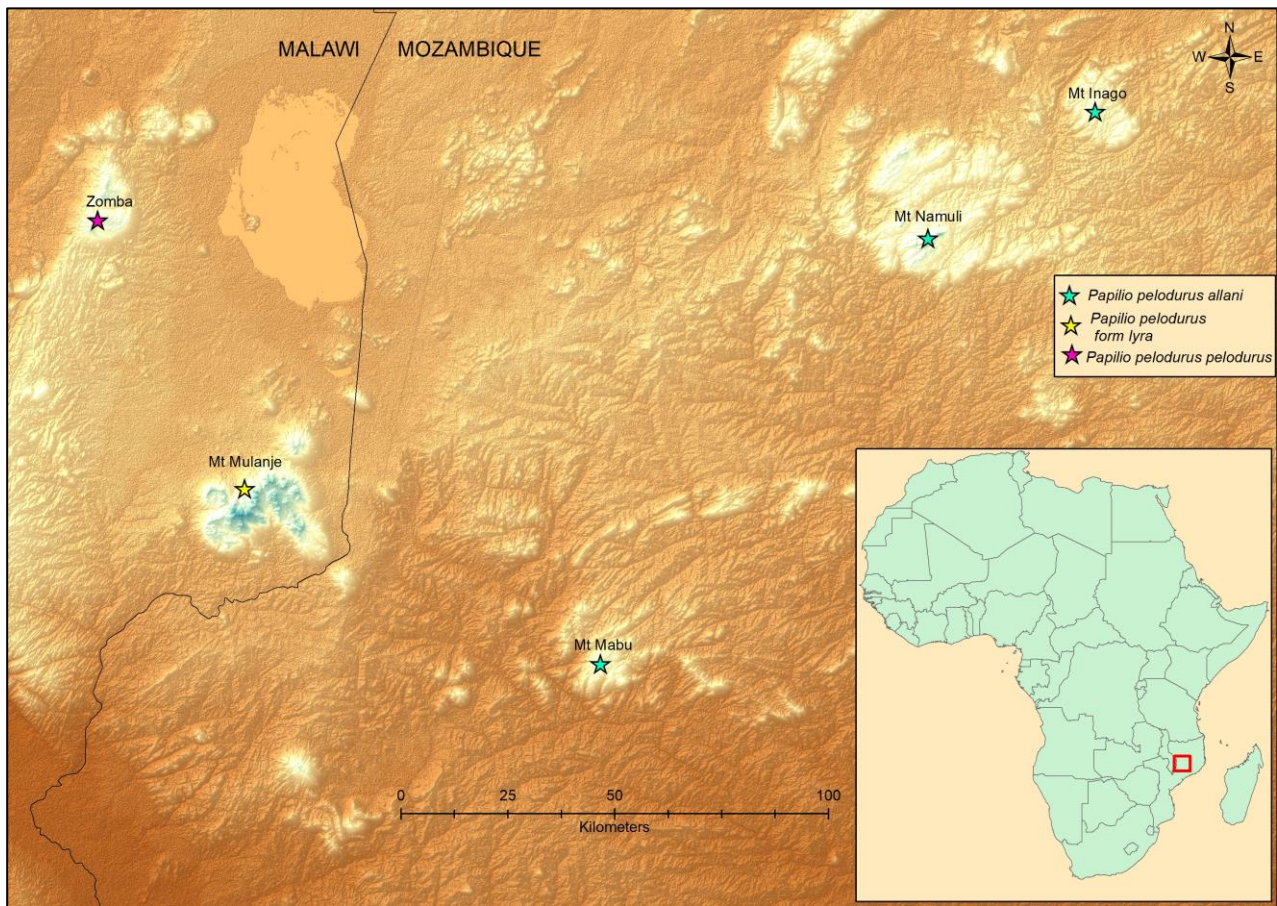 MALAWI
MOZAMBIQUE
N
W
E
S
Mt Inago
Zomba
Mt Namuli
Papilio pelodurus allani
Papilio pelodurus
form lyra
Papilio pelodurus pelodurus
Mt Mulanje
Mt Mabu
0
25
50
100
Kilometers